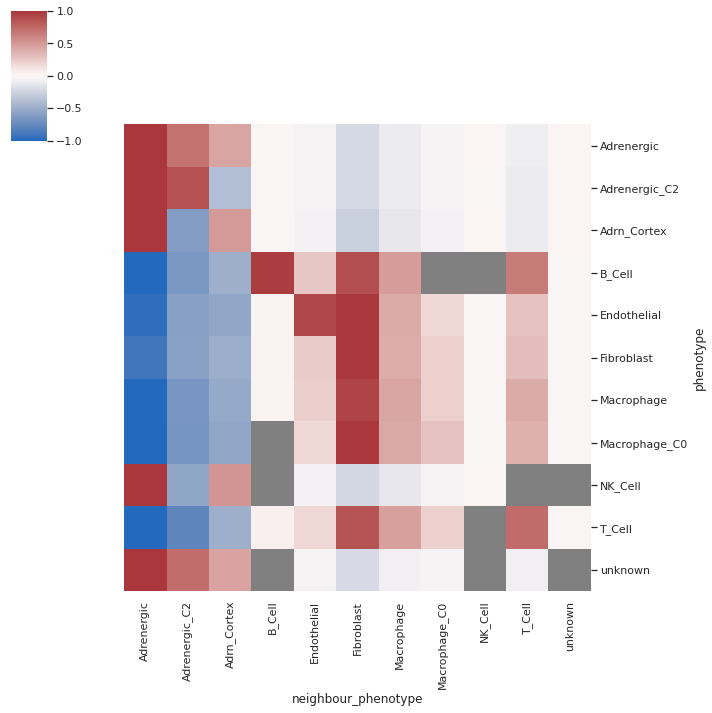 1.0
0.5
0.0
−0.5
−1.0
Adrenergic
Adrenergic_C2
Adrn_Cortex
B_Cell
Endothelial
Fibroblast
Macrophage
Macrophage_C0
NK_Cell
T_Cell
unknown
phenotype
Adrenergic
Adrenergic_C2
Adrn_Cortex
B_Cell
Endothelial
Fibroblast
Macrophage
Macrophage_C0
NK_Cell
T_Cell
unknown
neighbour_phenotype